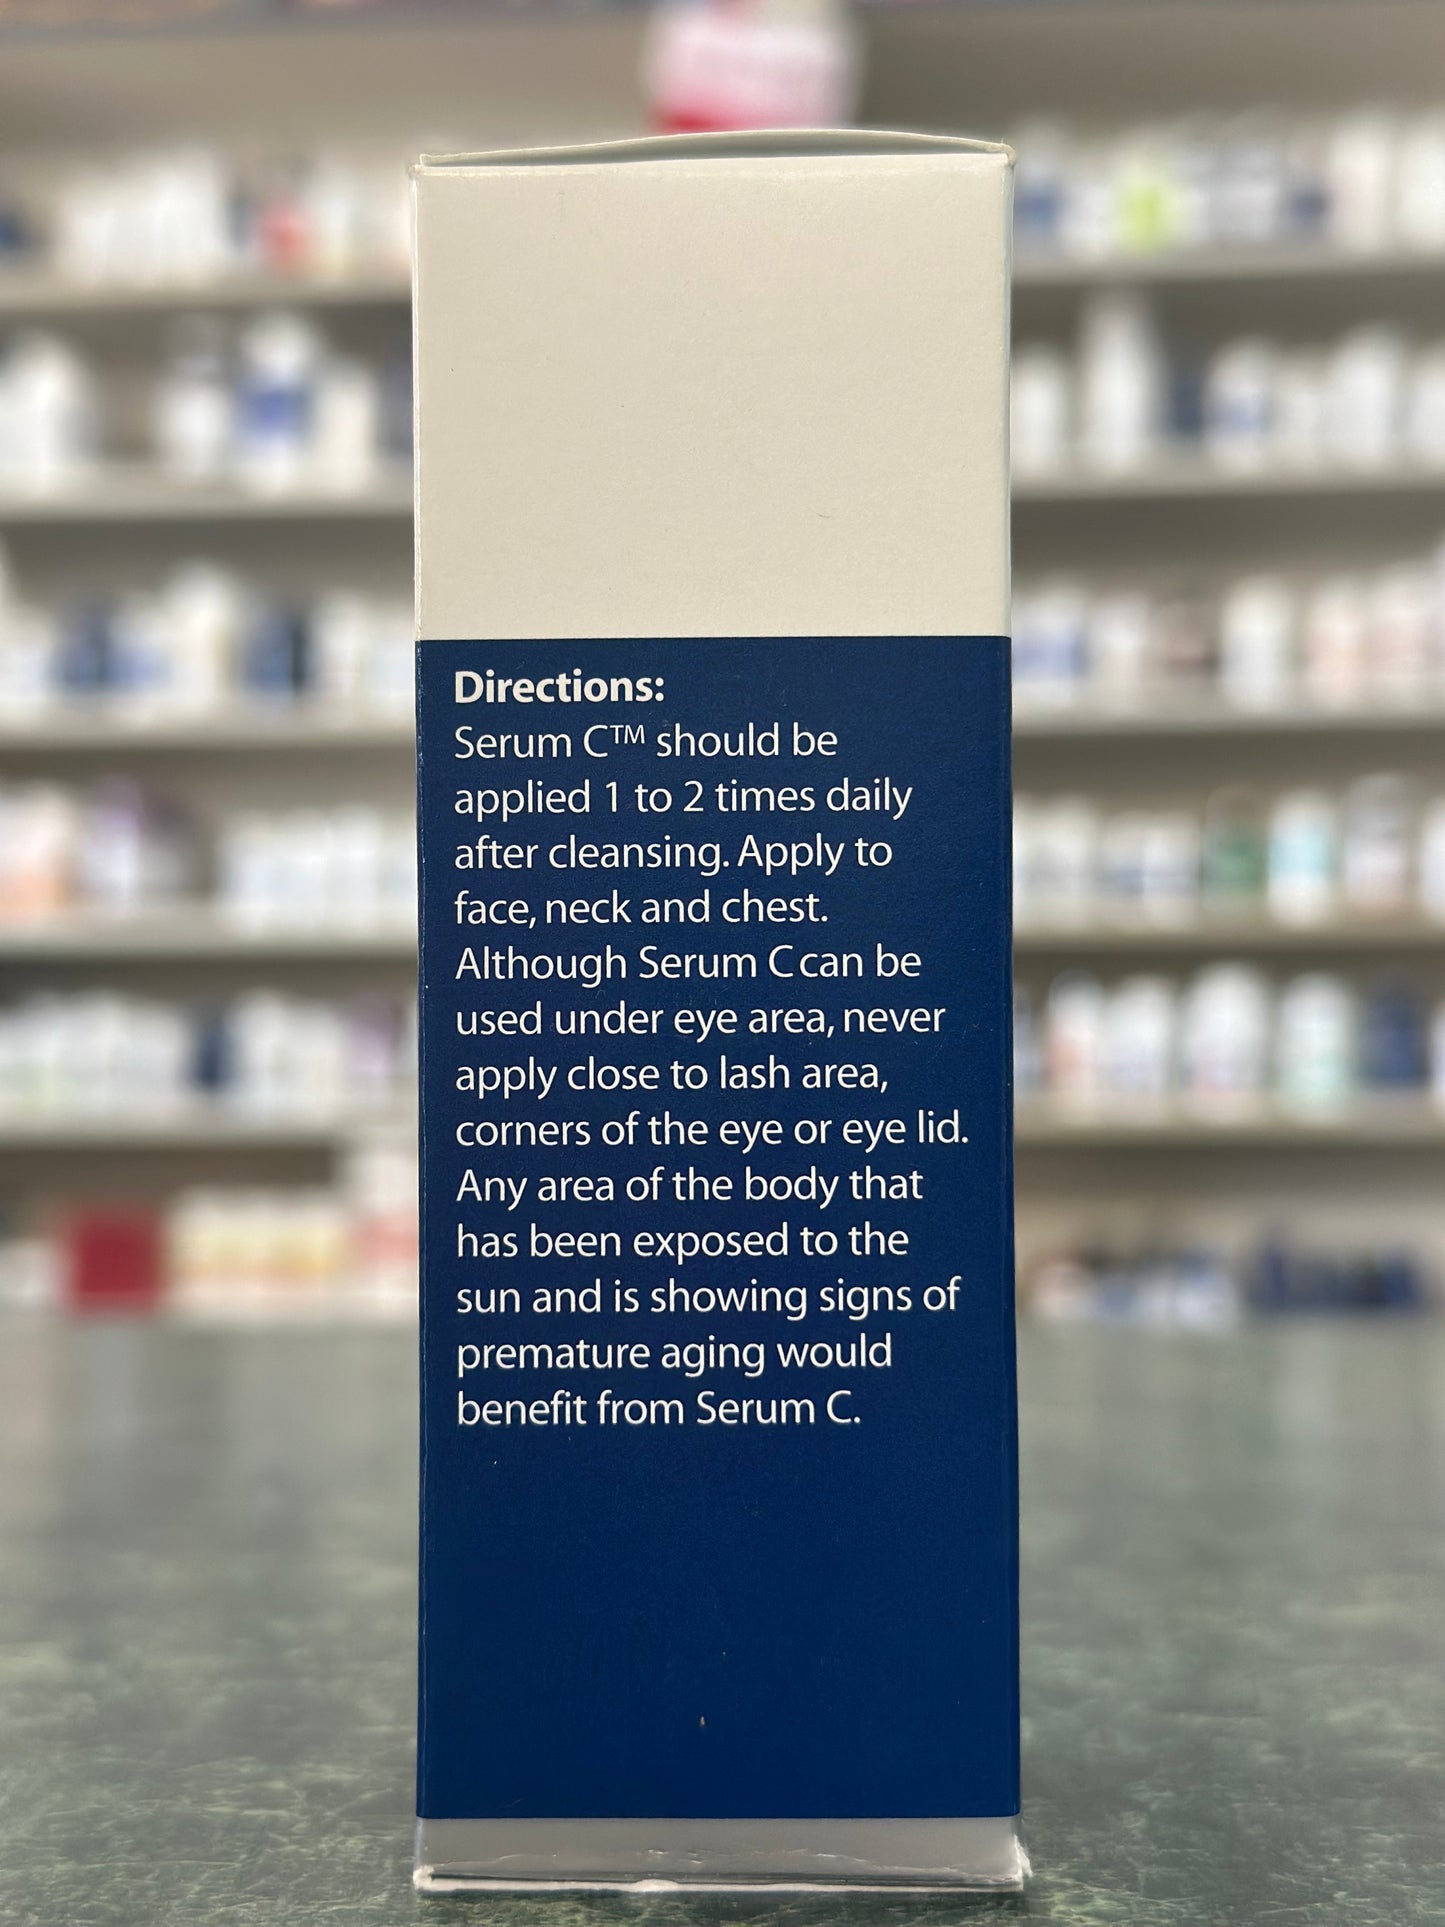 Directions:
Serum C™ should be
applied 1 to 2 times daily
after cleansing. Apply to
face, neck and chest.
Although Serum C can be
used under eye area, never
apply close to lash area,
corners of the eye or eye lid.
Any area of the body that
has been exposed to the
sun and is showing signs of
premature aging would
benefit from Serum C.